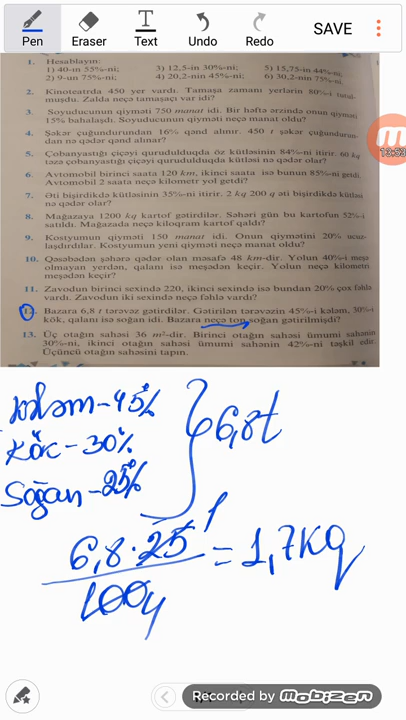 Pen
Eraser
Text
Undo
Redo
SAVE
1. Hesablayın:
1) 40-ın 55%-ni; 3) 12,5-in 30%-ni; 5) 15,75-in 44%-ni;
2) 9-un 75%-ni; 4) 20,2-nin 45%-ni; 6) 30,2-nin 75%-ni.
2. Kinoteatrda 450 yer vardı. Tamaşa zamanı yerlərin 80%-i
muşdu. Zalda neçə tamaşaçı var idi?
3. Soyuducunun qiyməti 750 manat idi. Bir həftə ərzində onun qiyməti
15% bahalaşdı. Soyuducunun qiyməti neçə manat oldu?
4. Şəkər çuğundurundan 16% qənd alınar. 450 t şəkər çuğundurun-
dan nə qədər qənd alınar?
5. Çobanyastığı çiçəyi qurudulduqda öz kütləsinin 84%-ni itirir. 60 kq
təzə çobanyastığı çiçəyi qurudulduqda kütləsi nə qədər olar?
6. Avtomobil birinci saata 120 km, ikinci saata isə bunun 85%-ni getdi.
Avtomobil 2 saata neçə kilometr yol getdi?
7. Əti bişirdikdə kütləsinin 35%-ni itirir. 2 kq 200 q əti bişirdikdə kütləsi
nə qədər olar?
8. Mağazaya 1200 kq kartof gətirdilər. Səhəri gün bu kartofun 52%-i
satıldı. Mağazada neçə kiloqram kartof qaldı?
9. Kostyumun qiyməti 150 manat idi. Onun qiymətini 20% ucuz-
laşdırdılar. Kostyumun yeni qiyməti neçə manat oldu?
10. Qəsəbədən şəhərə qədər olan məsafə 48 km-dir. Yolun 40%-i meşə
olmayan yerdən, qalanı isə meşədən keçir. Yolun neçə kilometri
meşədən keçir?
11. Zavodun birinci sexində 220, ikinci sexində isə bundan 20% çox fəhlə
vardı. Zavodun iki sexində neçə fəhlə vardı?
12. Bazara 6,8 t tərəvəz gətirdilər. Gətirilən tərəvəzin 45%-i kələm, 30%-i
kök, qalanı isə soğan idi. Bazara neçə ton soğan gətirilmişdi?
13. Üç otağın sahəsi 36 m²-dir. Birinci otağın sahəsi ümumi sahənin
30%-ni, ikinci otağın sahəsi ümumi sahənin 42%-ni təşkil edir.
Üçüncü otağın sahəsini tapın.
kələm-45%
Kök-30%
Soğan-25%
6,8t
6,8·25 1
= 1,7KQ
100 4
Recorded by mobizen